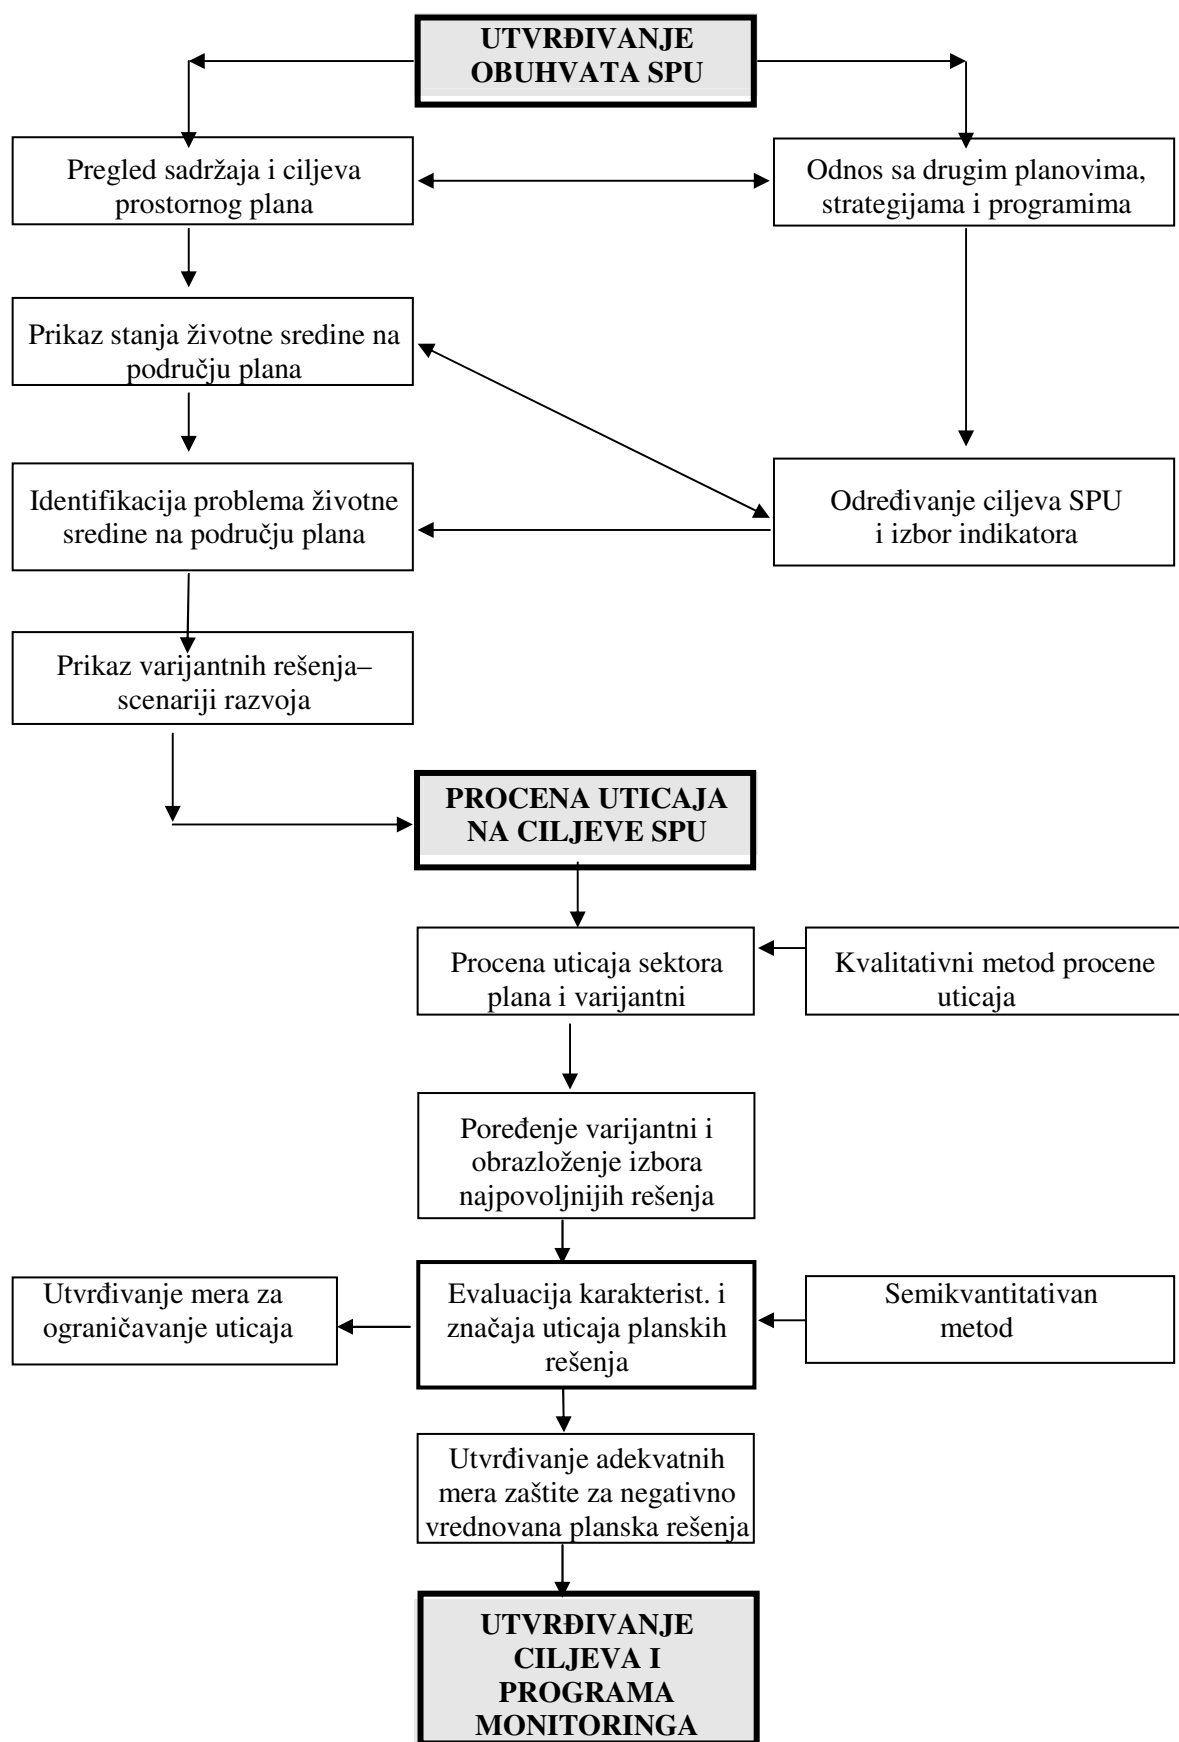 UTVRĐIVANJE
OBUHVATA SPU
Pregled sadržaja i ciljeva
prostornog plana
Odnos sa drugim planovima,
strategijama i programima
Prikaz stanja životne sredine na
području plana
Identifikacija problema životne
sredine na području plana
Određivanje ciljeva SPU
i izbor indikatora
Prikaz varijantnih rešenja–
scenariji razvoja
PROCENA UTICAJA
NA CILJEVE SPU
Procena uticaja sektora
plana i varijantni
Kvalitativni metod procene
uticaja
Poređenje varijantni i
obrazloženje izbora
najpovoljnijih rešenja
Utvrđivanje mera za
ograničavanje uticaja
Evaluacija karakterist. i
značaja uticaja planskih
rešenja
Semikvantitativan
metod
Utvrđivanje adekvatnih
mera zaštite za negativno
vrednovana planska rešenja
UTVRĐIVANJE
CILJEVA I
PROGRAMA
MONITORINGA